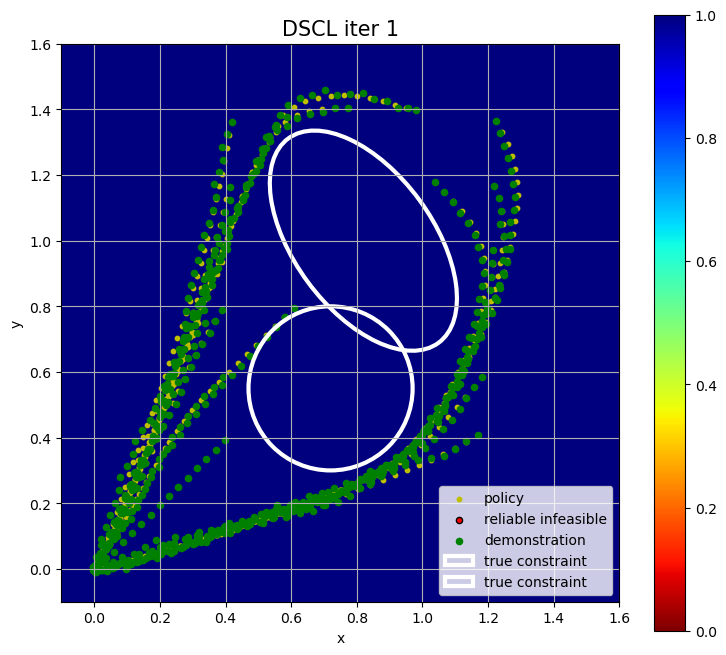 DSCL iter 1
1.6
1.4
1.2
1.0
0.8
0.6
0.4
0.2
0.0
y
0.0 0.2 0.4 0.6 0.8 1.0 1.2 1.4 1.6
x
policy
reliable infeasible
demonstration
true constraint
true constraint
1.0
0.8
0.6
0.4
0.2
0.0